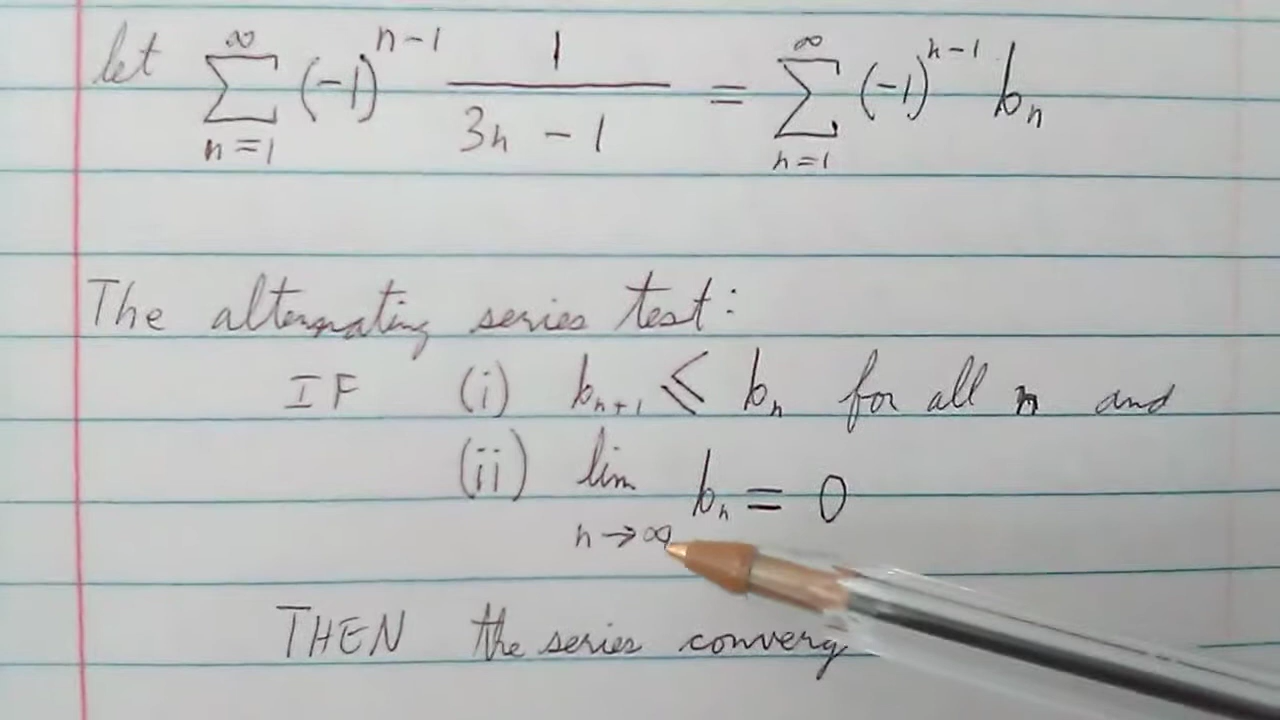 let ∑_{n=1}^{∞} (-1)^{n-1} 1/(3n - 1) = ∑_{n=1}^{∞} (-1)^{n-1} b_n
The alternating series test:
IF (i) b_{n+1} ≤ b_n for all n and
(ii) lim_{n→∞} b_n = 0
THEN the series converg